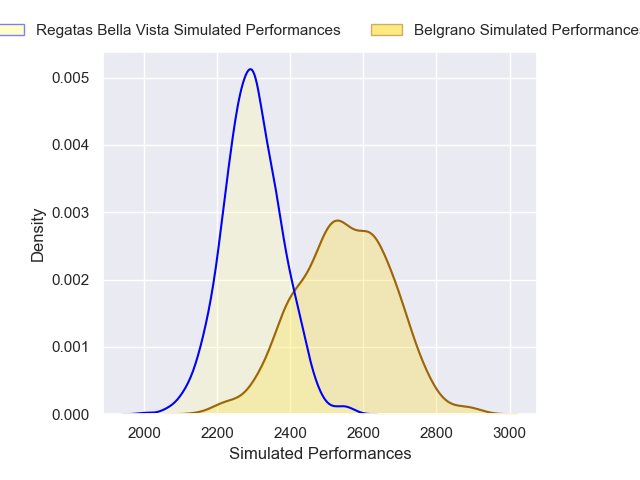 Regatas Bella Vista Simulated Performances
Belgrano Simulated Performance
0.005
0.004
0.003
0.002
0.001
0.000
Density
2000 2200 2400 2600 2800 3000
Simulated Performances